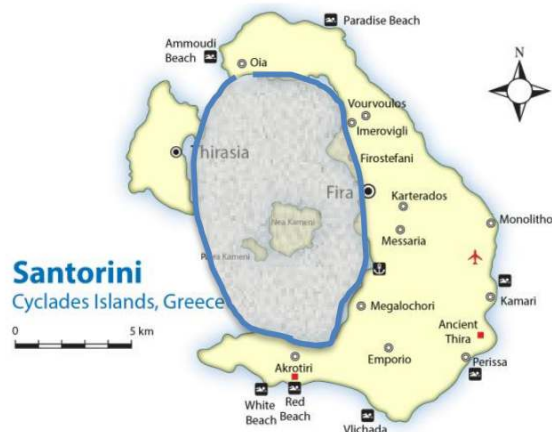 Paradise Beach
N
Ammoudi
Beach
Oia
Vourvoulos
Imerovigli
Thirasia
Firostefani
Fira
Karterados
Monolithos
Nea Kameni
Messaria
Palea Kameni
Santorini
Cyclades Islands, Greece
Kamari
Megalochori
0
5 km
Ancient
Thira
Emporio
Perissa
Akrotiri
White
Beach
Red
Beach
Vlichada